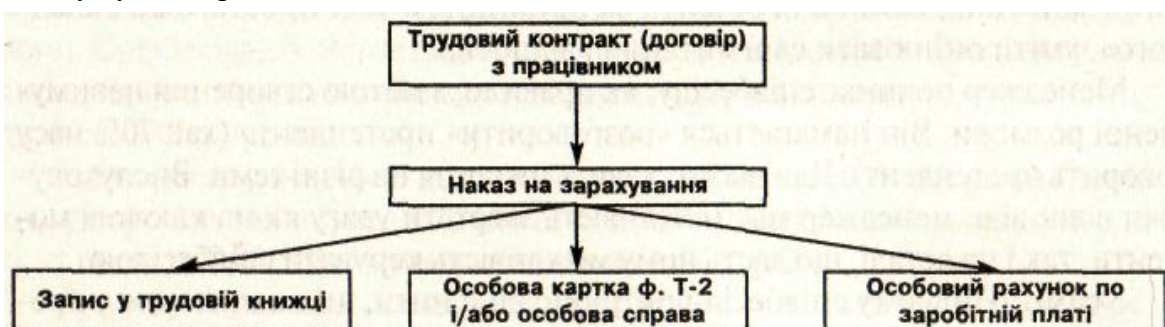 Трудовий контракт (договір)
з працівником
Наказ на зарахування
Запис у трудовій книжці
Особова картка ф. Т-2
і/або особова справа
Особовий рахунок по
заробітній платі